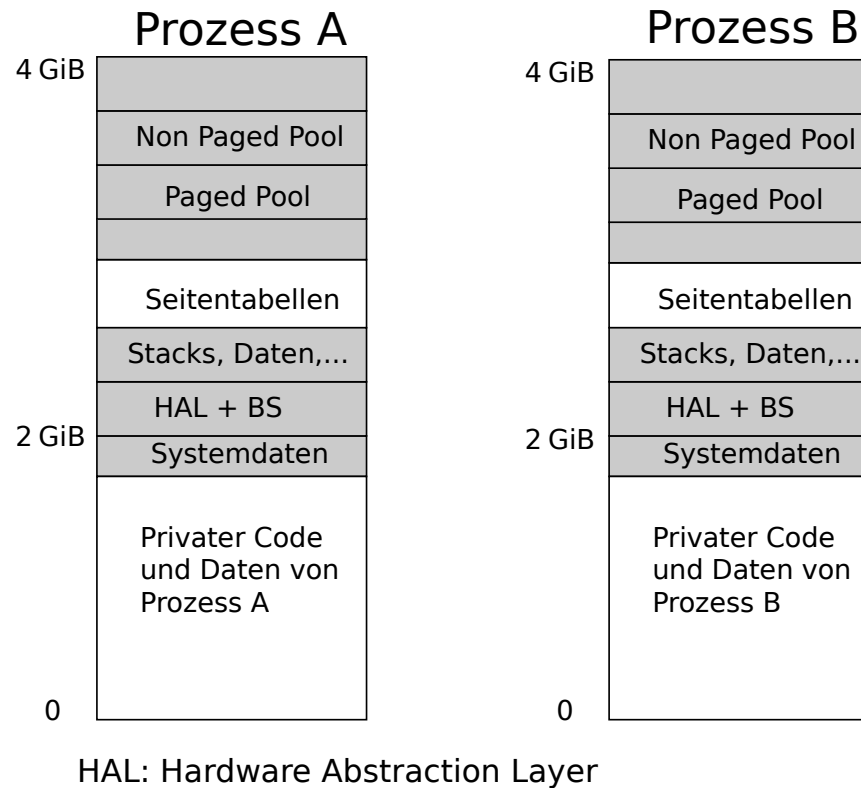 Prozess A
4 GiB
Non Paged Pool
Paged Pool
Seitentabellen
Stacks, Daten,...
HAL + BS
2 GiB
Systemdaten
Privater Code
und Daten von
Prozess A
0
Prozess B
4 GiB
Non Paged Pool
Paged Pool
Seitentabellen
Stacks, Daten,...
HAL + BS
2 GiB
Systemdaten
Privater Code
und Daten von
Prozess B
0
HAL: Hardware Abstraction Layer